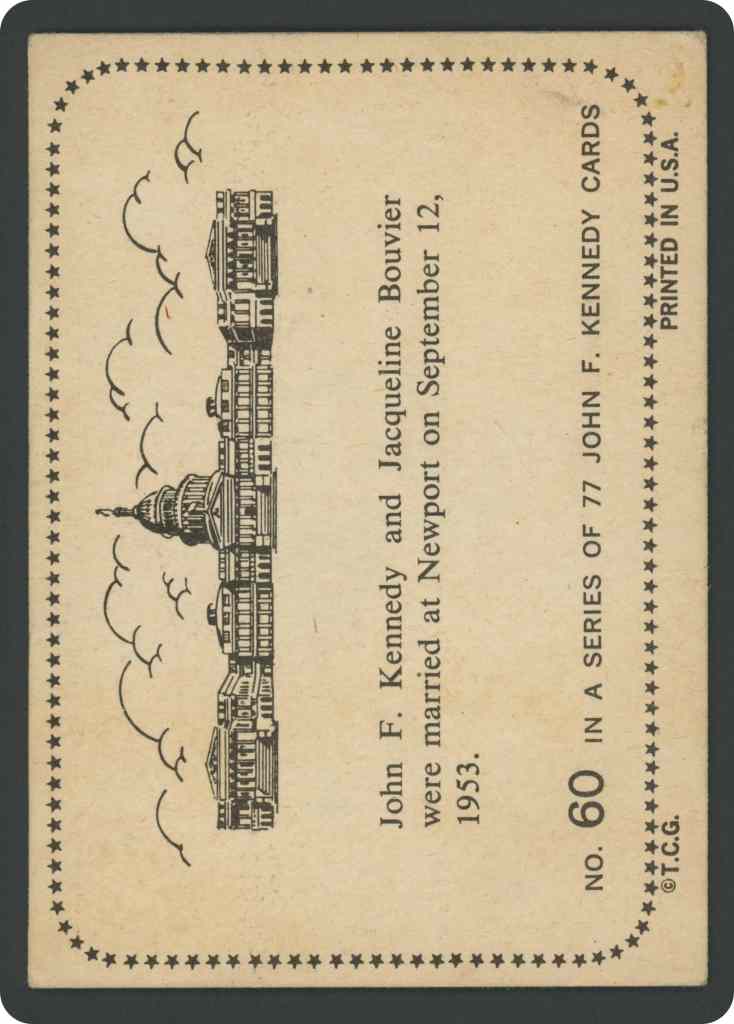 John F. Kennedy and Jacqueline Bouvier
were married at Newport on September 12,
1953.
NO. 60 IN A SERIES OF 77 JOHN F. KENNEDY CARDS
©T.C.G.
PRINTED IN U.S.A.